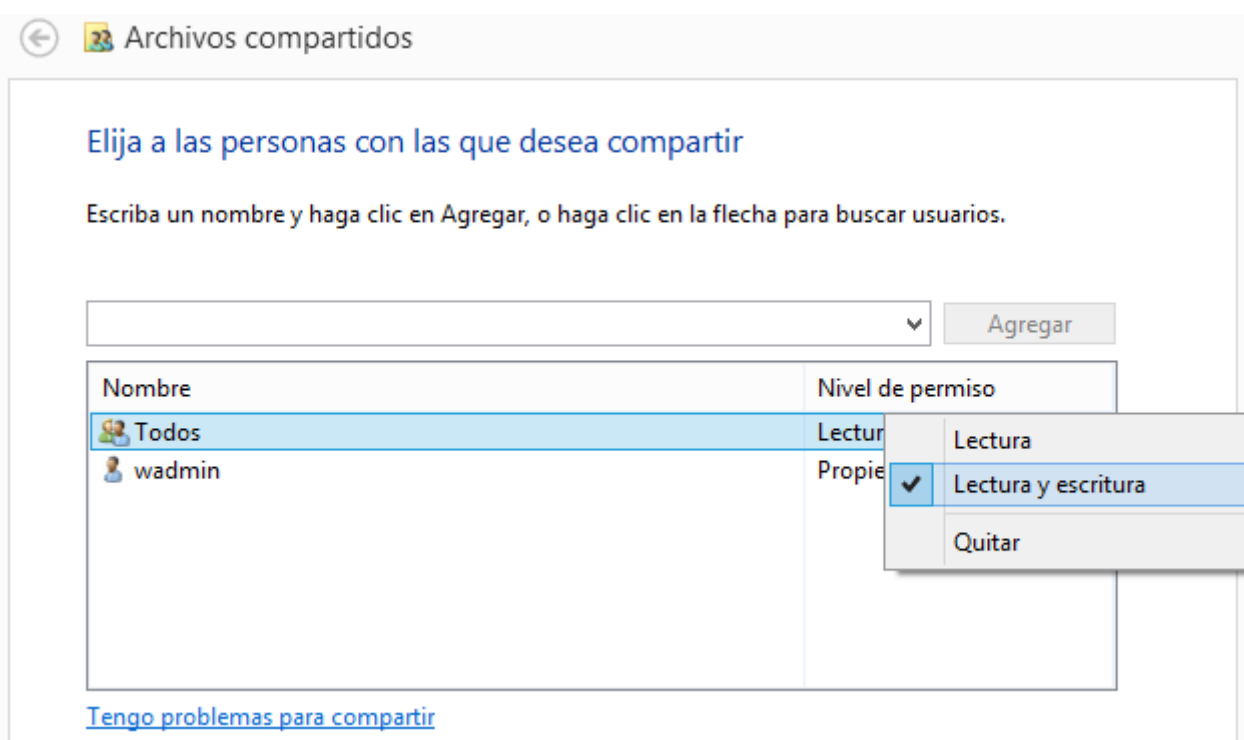 Archivos compartidos
Elija a las personas con las que desea compartir
Escriba un nombre y haga clic en Agregar, o haga clic en la flecha para buscar usuarios.
Agregar
Nombre Nivel de permiso
Todos Lectur
wadmin Propie
Lectura
Lectura y escritura
Quitar
Tengo problemas para compartir